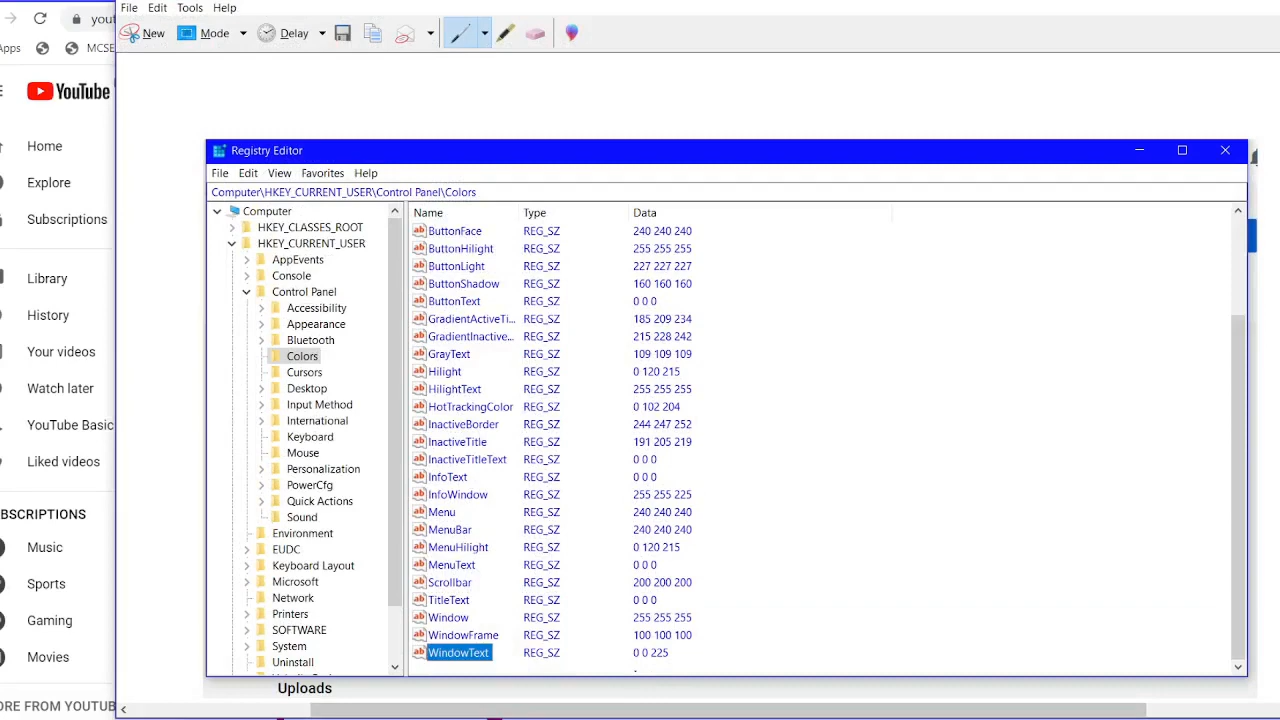 File Edit Tools Help
yout
New Mode Delay
Apps MCSE
YouTube
Home
Explore
Subscriptions
Library
History
Your videos
Watch later
YouTube Basic
Liked videos
BSCRIPTIONS
Music
Sports
Gaming
Movies
ORE FROM YOUTUB
Registry Editor
File Edit View Favorites Help
Computer\HKEY_CURRENT_USER\Control Panel\Colors
Computer
HKEY_CLASSES_ROOT
HKEY_CURRENT_USER
AppEvents
Console
Control Panel
Accessibility
Appearance
Bluetooth
Colors
Cursors
Desktop
Input Method
International
Keyboard
Mouse
Personalization
PowerCfg
Quick Actions
Sound
Environment
EUDC
Keyboard Layout
Microsoft
Network
Printers
SOFTWARE
System
Uninstall
Name Type Data
ButtonFace REG_SZ 240 240 240
ButtonHilight REG_SZ 255 255 255
ButtonLight REG_SZ 227 227 227
ButtonShadow REG_SZ 160 160 160
ButtonText REG_SZ 0 0 0
GradientActiveTi... REG_SZ 185 209 234
GradientInactive... REG_SZ 215 228 242
GrayText REG_SZ 109 109 109
Hilight REG_SZ 0 120 215
HilightText REG_SZ 255 255 255
HotTrackingColor REG_SZ 0 102 204
InactiveBorder REG_SZ 244 247 252
InactiveTitle REG_SZ 191 205 219
InactiveTitleText REG_SZ 0 0 0
InfoText REG_SZ 0 0 0
InfoWindow REG_SZ 255 255 225
Menu REG_SZ 240 240 240
MenuBar REG_SZ 240 240 240
MenuHilight REG_SZ 0 120 215
MenuText REG_SZ 0 0 0
Scrollbar REG_SZ 200 200 200
TitleText REG_SZ 0 0 0
Window REG_SZ 255 255 255
WindowFrame REG_SZ 100 100 100
WindowText REG_SZ 0 0 225
Uploads